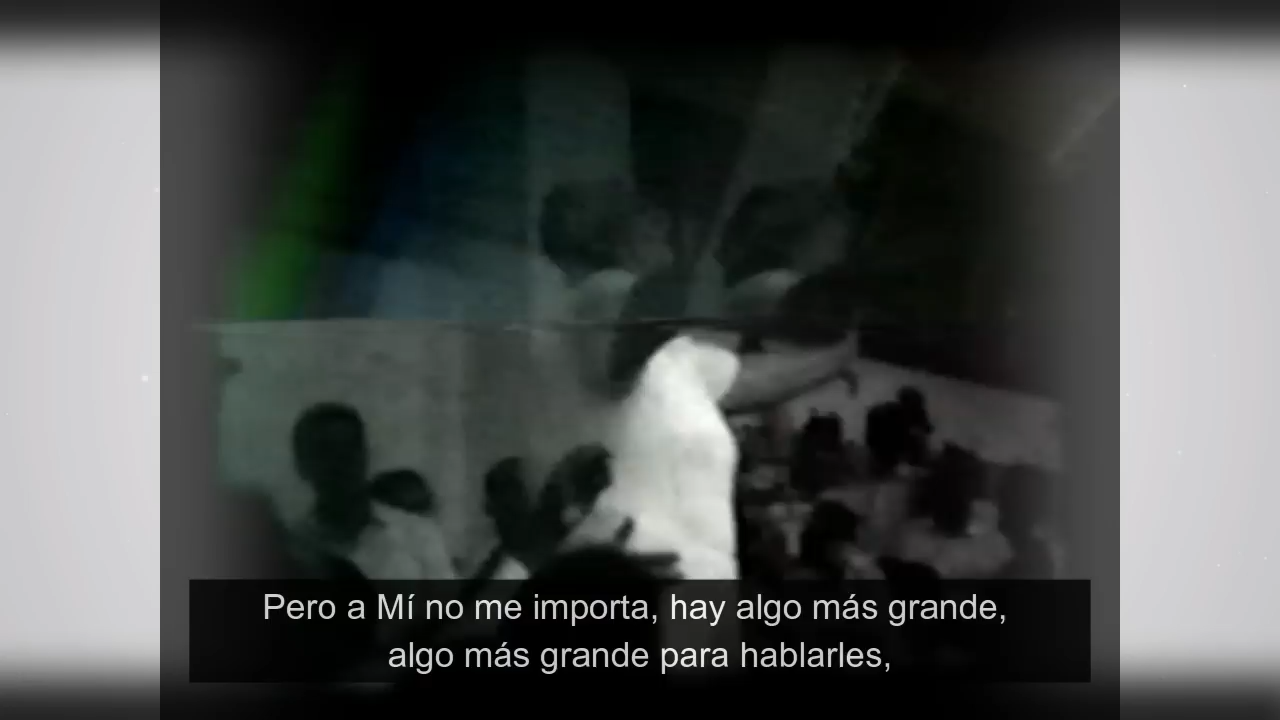 Pero a Mí no me importa, hay algo más grande,
algo más grande para hablarles,